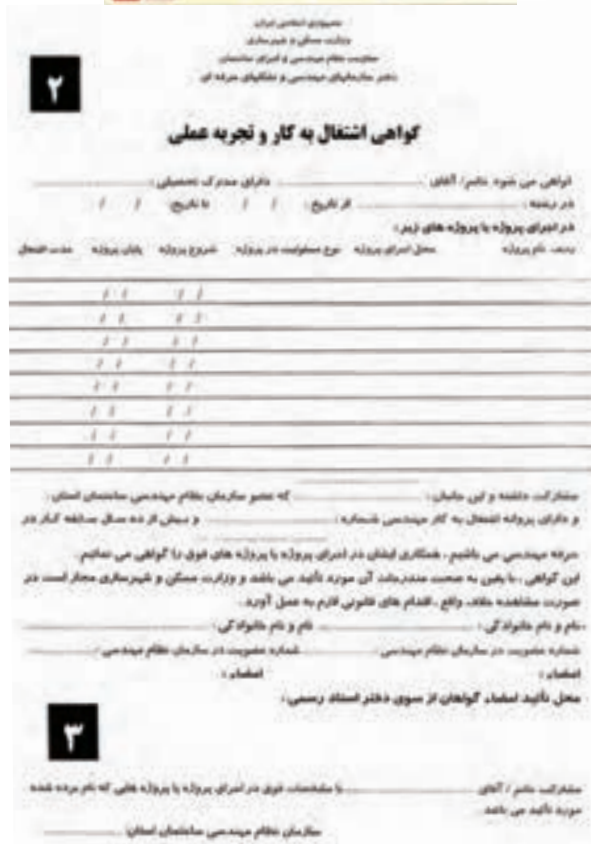 جمهوری اسلامی ایران
وزارت مسکن و شهرسازی
معاونت نظام مهندسی و اجرای ساختمان
دفتر سازمانهای مهندسی و تشکلهای حرفه ای
۲
گواهی اشتغال به کار و تجربه عملی
گواهی می شود خانم/ آقای : دارای مدرک تحصیلی :
در رشته : از تاریخ : / / تا تاریخ: / /
در اجرای پروژه یا پروژه های زیر :
ردیف نام پروژه محل اجرای پروژه نوع مسئولیت در پروژه شروع پروژه پایان پروژه مدت اشتغال
/ / / /
/ / / /
/ / / /
/ / / /
/ / / /
/ / / /
/ / / /
/ / / /
مشارکت داشته و این جانبان : که عضو سازمان نظام مهندسی ساختمان استان :
و دارای پروانه اشتغال به کار مهندسی شماره : و بیش از ده سال سابقه کار در
حرفه مهندسی می باشیم ، همکاری ایشان در اجرای پروژه یا پروژه های فوق را گواهی می نمائیم.
این گواهی ، با یقین به صحت مندرجات آن مورد تأئید می باشد و وزارت مسکن و شهرسازی مجاز است در
صورت مشاهده خلاف واقع ، اقدام های قانونی لازم به عمل آورد.
نام و نام خانوادگی : نام و نام خانوادگی :
شماره عضویت در سازمان نظام مهندسی : شماره عضویت در سازمان نظام مهندسی :
امضاء : امضاء :
محل تأئید امضاء گواهان از سوی دفتر اسناد رسمی :
۳
مشارکت خانم / آقای با مشخصات فوق در اجرای پروژه یا پروژه هایی که نام برده شده
مورد تأئید می باشد.
سازمان نظام مهندسی ساختمان استان: